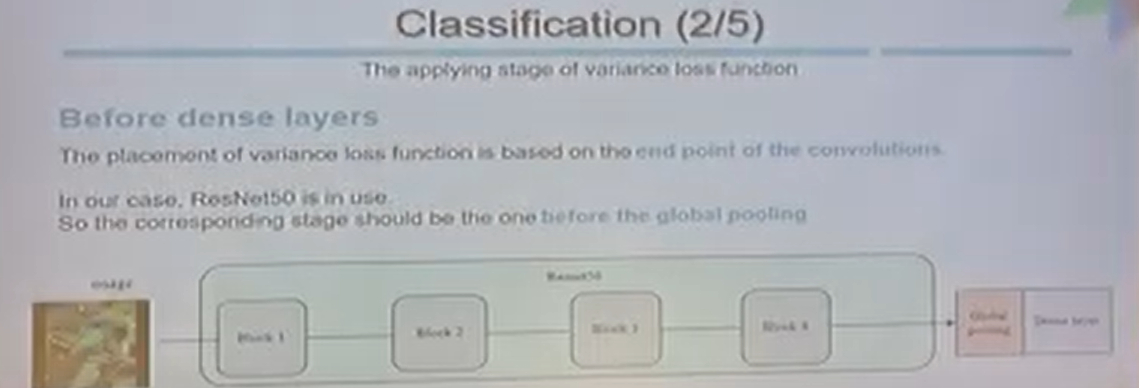 Classification (2/5)
The applying stage of variance loss function
Before dense layers
The placement of variance loss function is based on the end point of the convolutions.
In our case, ResNet50 is in use.
So the corresponding stage should be the one before the global pooling
image
Resnet50
Block 1
Block 2
Block 3
Block 4
Global
pooling
Dense layer